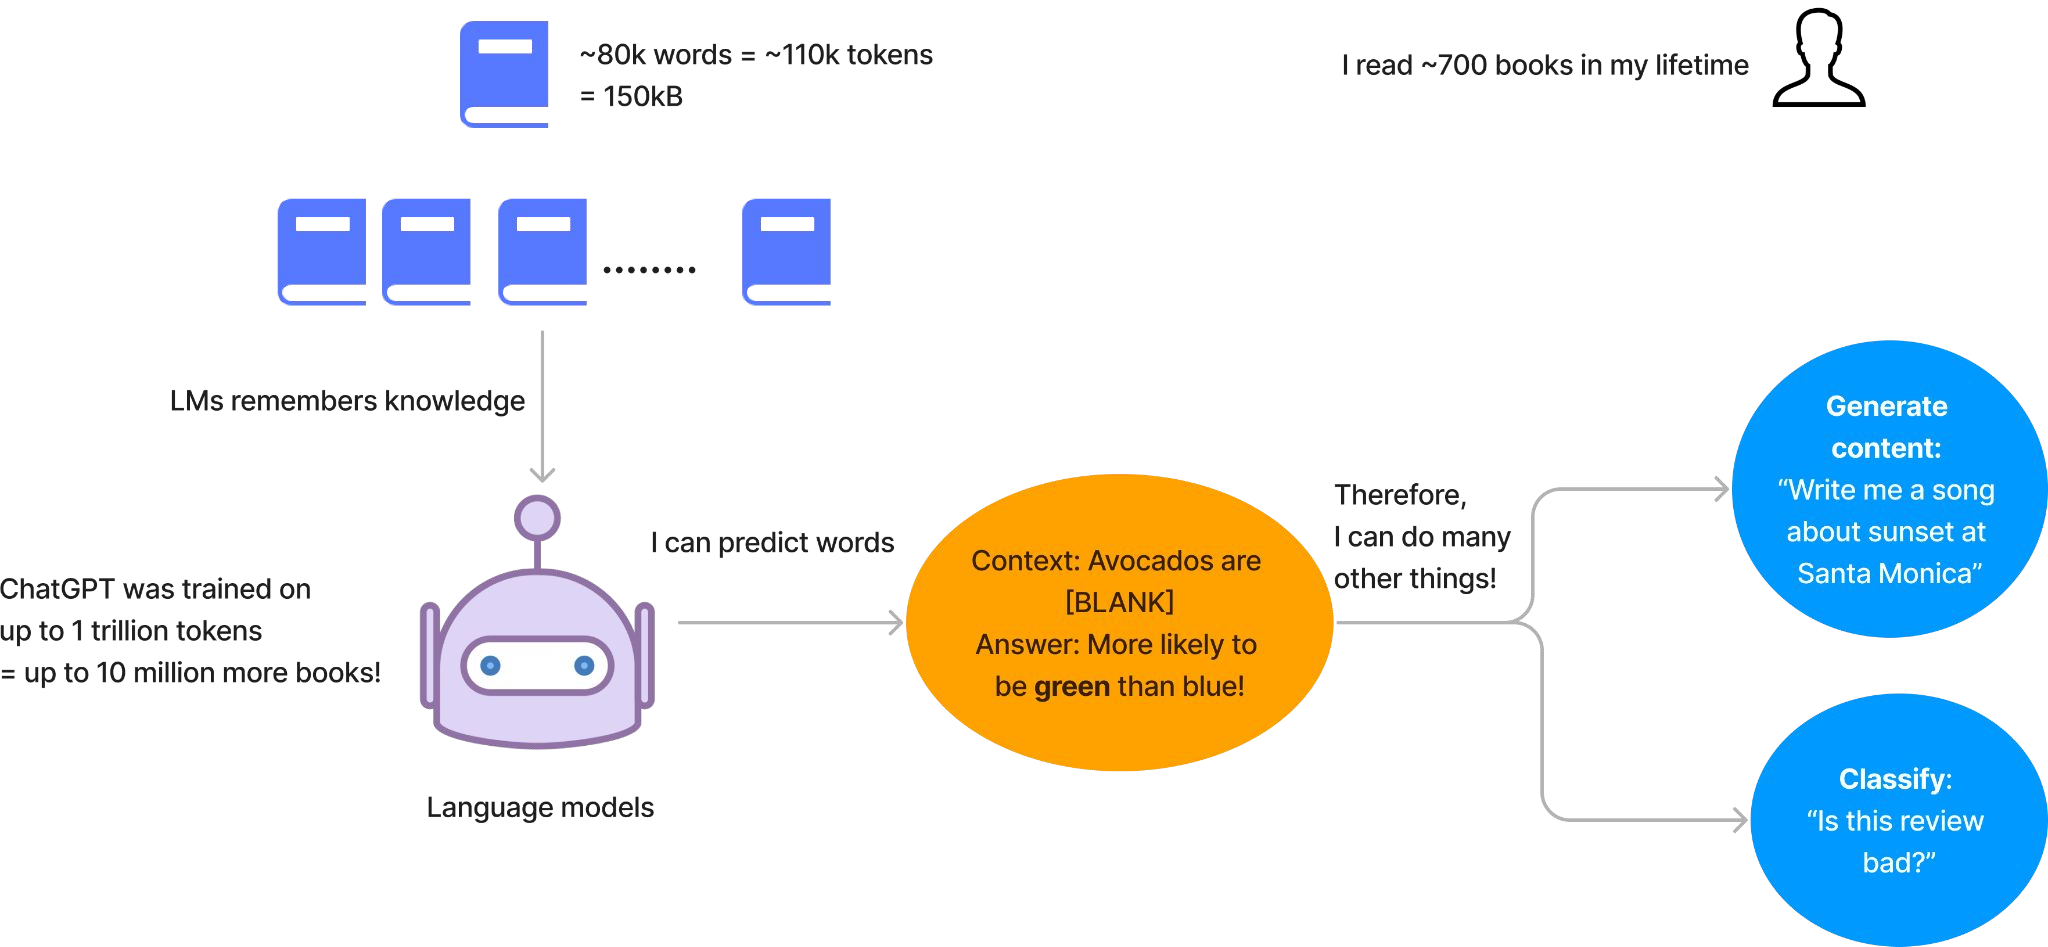 ~80k words = ~110k tokens
= 150kB
I read ~700 books in my lifetime
LMs remembers knowledge
ChatGPT was trained on
up to 1 trillion tokens
= up to 10 million more books!
Language models
I can predict words
Context: Avocados are
[BLANK]
Answer: More likely to
be green than blue!
Therefore,
I can do many
other things!
Generate
content:
“Write me a song
about sunset at
Santa Monica”
Classify:
“Is this review
bad?”